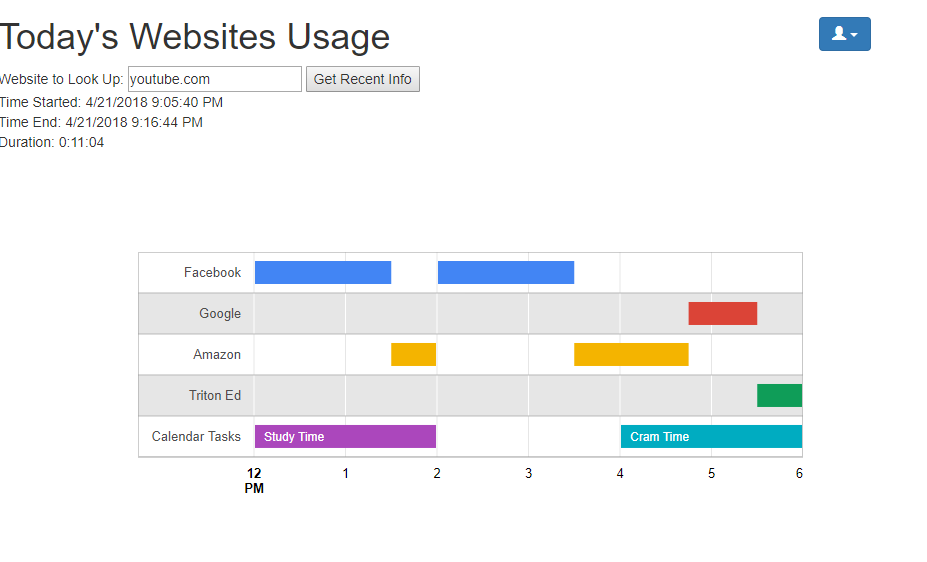 Today's Websites Usage
Website to Look Up: youtube.com Get Recent Info
Time Started: 4/21/2018 9:05:40 PM
Time End: 4/21/2018 9:16:44 PM
Duration: 0:11:04
Facebook
Google
Amazon
Triton Ed
Calendar Tasks Study Time Cram Time
12 1 2 3 4 5 6
PM